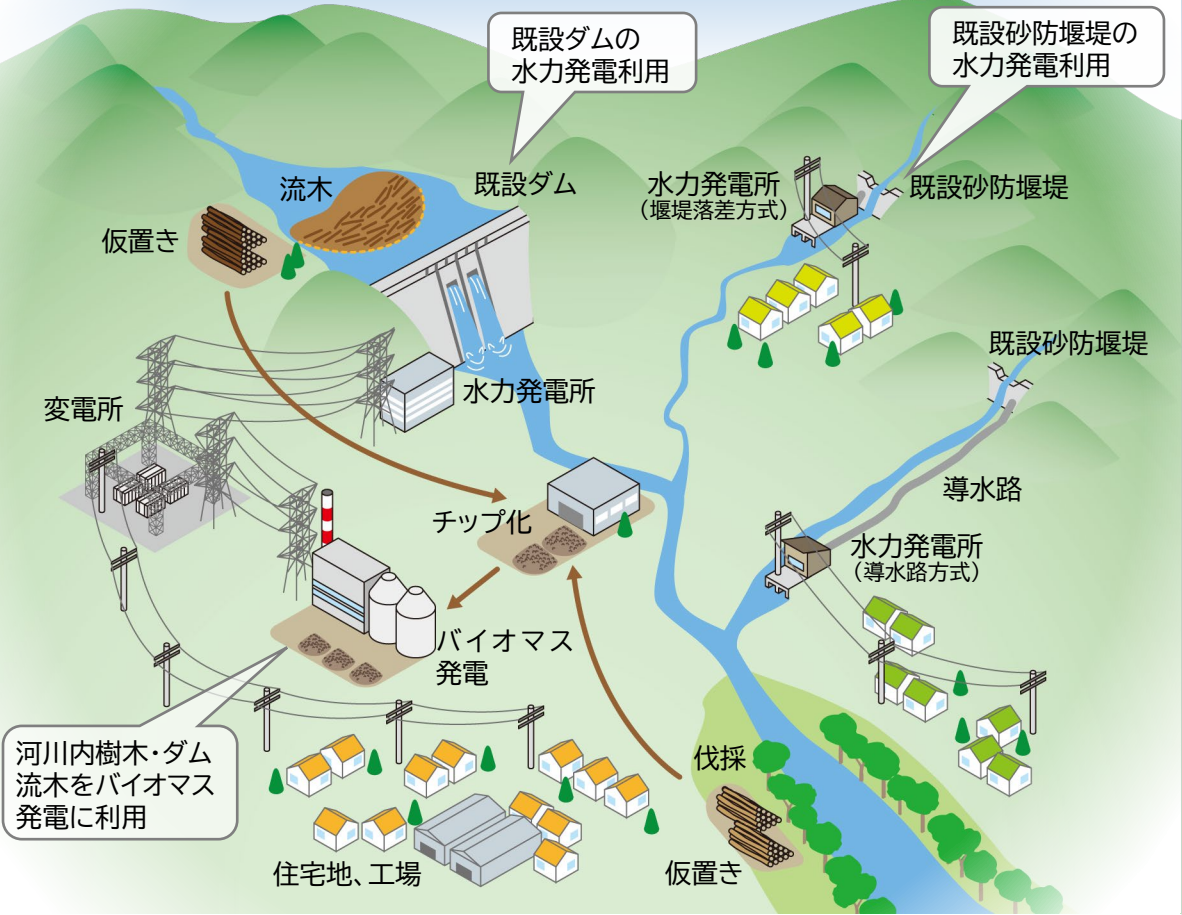 既設ダムの
水力発電利用
既設砂防堰堤の
水力発電利用
流木
既設ダム
水力発電所
（堰堤落差方式）
既設砂防堰堤
仮置き
既設砂防堰堤
水力発電所
変電所
導水路
チップ化
水力発電所
（導水路方式）
バイオマス
発電
河川内樹木・ダム
流木をバイオマス
発電に利用
伐採
住宅地、工場
仮置き